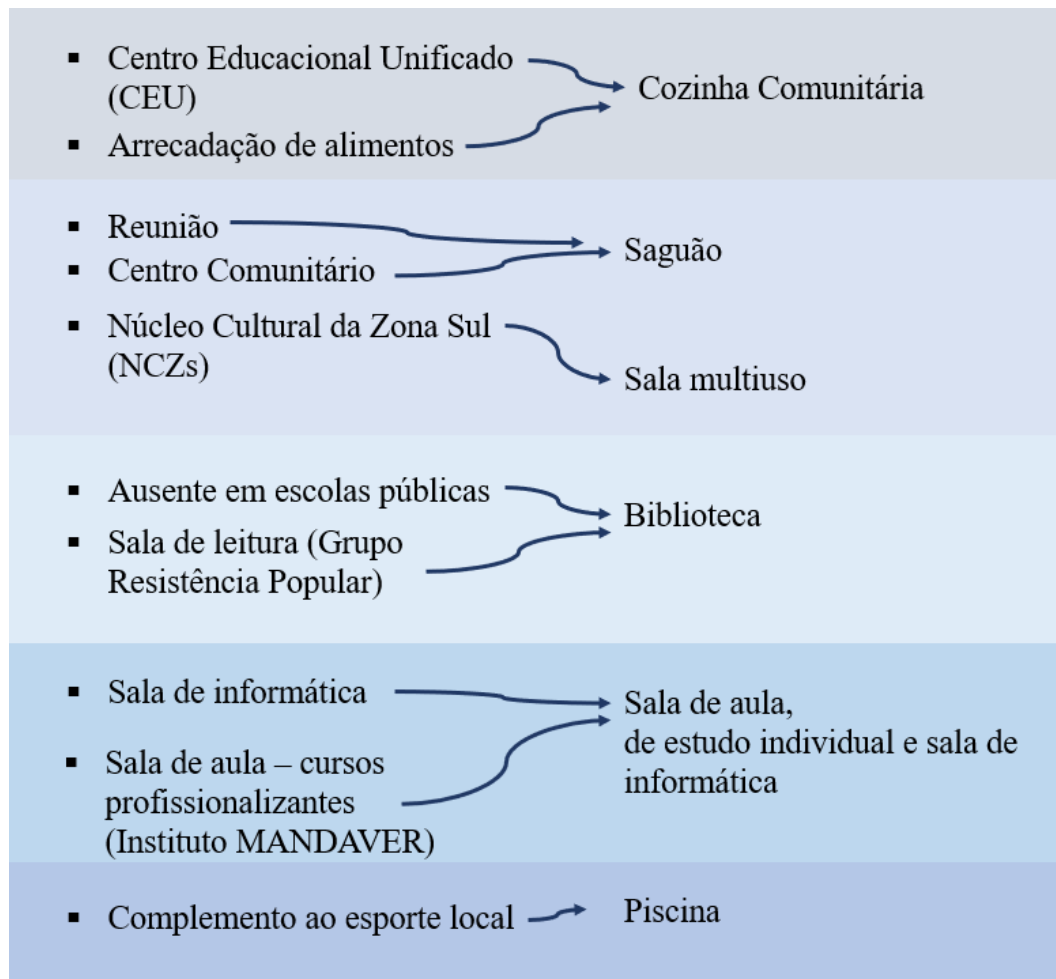 ▪ Centro Educacional Unificado
(CEU)
Cozinha Comunitária
▪ Arrecadação de alimentos
▪ Reunião
Saguão
▪ Centro Comunitário
▪ Núcleo Cultural da Zona Sul
(NCZs)
Sala multiuso
▪ Ausente em escolas públicas
Biblioteca
▪ Sala de leitura (Grupo
Resistência Popular)
▪ Sala de informática
Sala de aula,
de estudo individual e sala de
informática
▪ Sala de aula – cursos
profissionalizantes
(Instituto MANDAVER)
▪ Complemento ao esporte local
Piscina